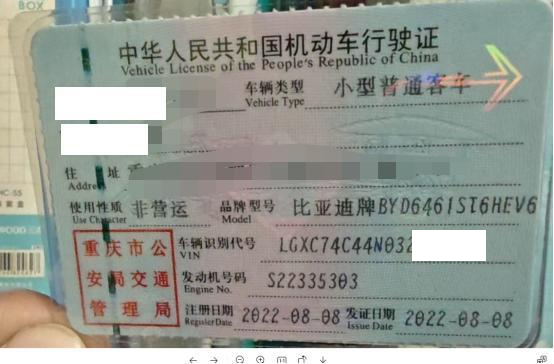 BOX
中华人民共和国机动车行驶证
Vehicle License of the People's Republic of China
车辆类型 小型普通客车
Vehicle Type
住 址
Address
使用性质 非营运 品牌型号 比亚迪牌BYD6461ST6HEV6
Use Character Model
重庆市公
安局交通
管理局
车辆识别代号 LGXC74C44N032
VIN
发动机号码 S22335303
Engine No.
注册日期 2022-08-08 发证日期 2022-08-08
Register Date Issue Date